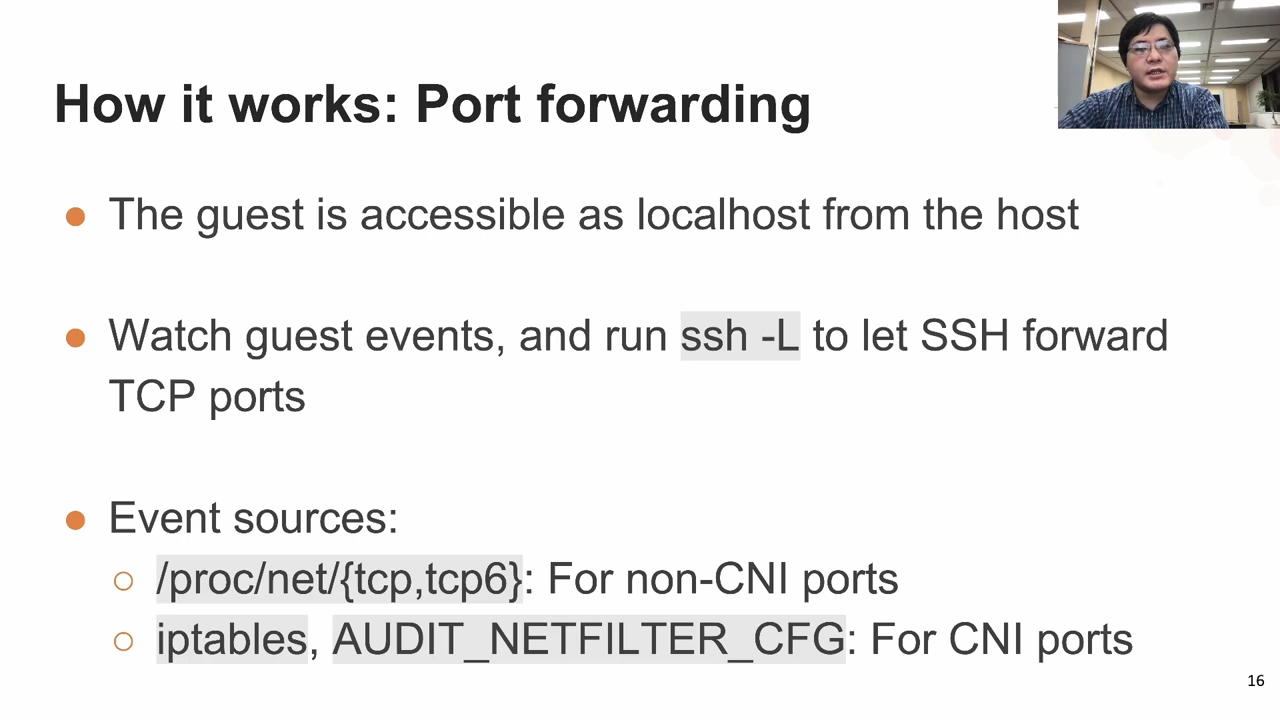 How it works: Port forwarding
● The guest is accessible as localhost from the host
● Watch guest events, and run ssh -L to let SSH forward
TCP ports
● Event sources:
○ /proc/net/{tcp,tcp6}: For non-CNI ports
○ iptables, AUDIT_NETFILTER_CFG: For CNI ports
16